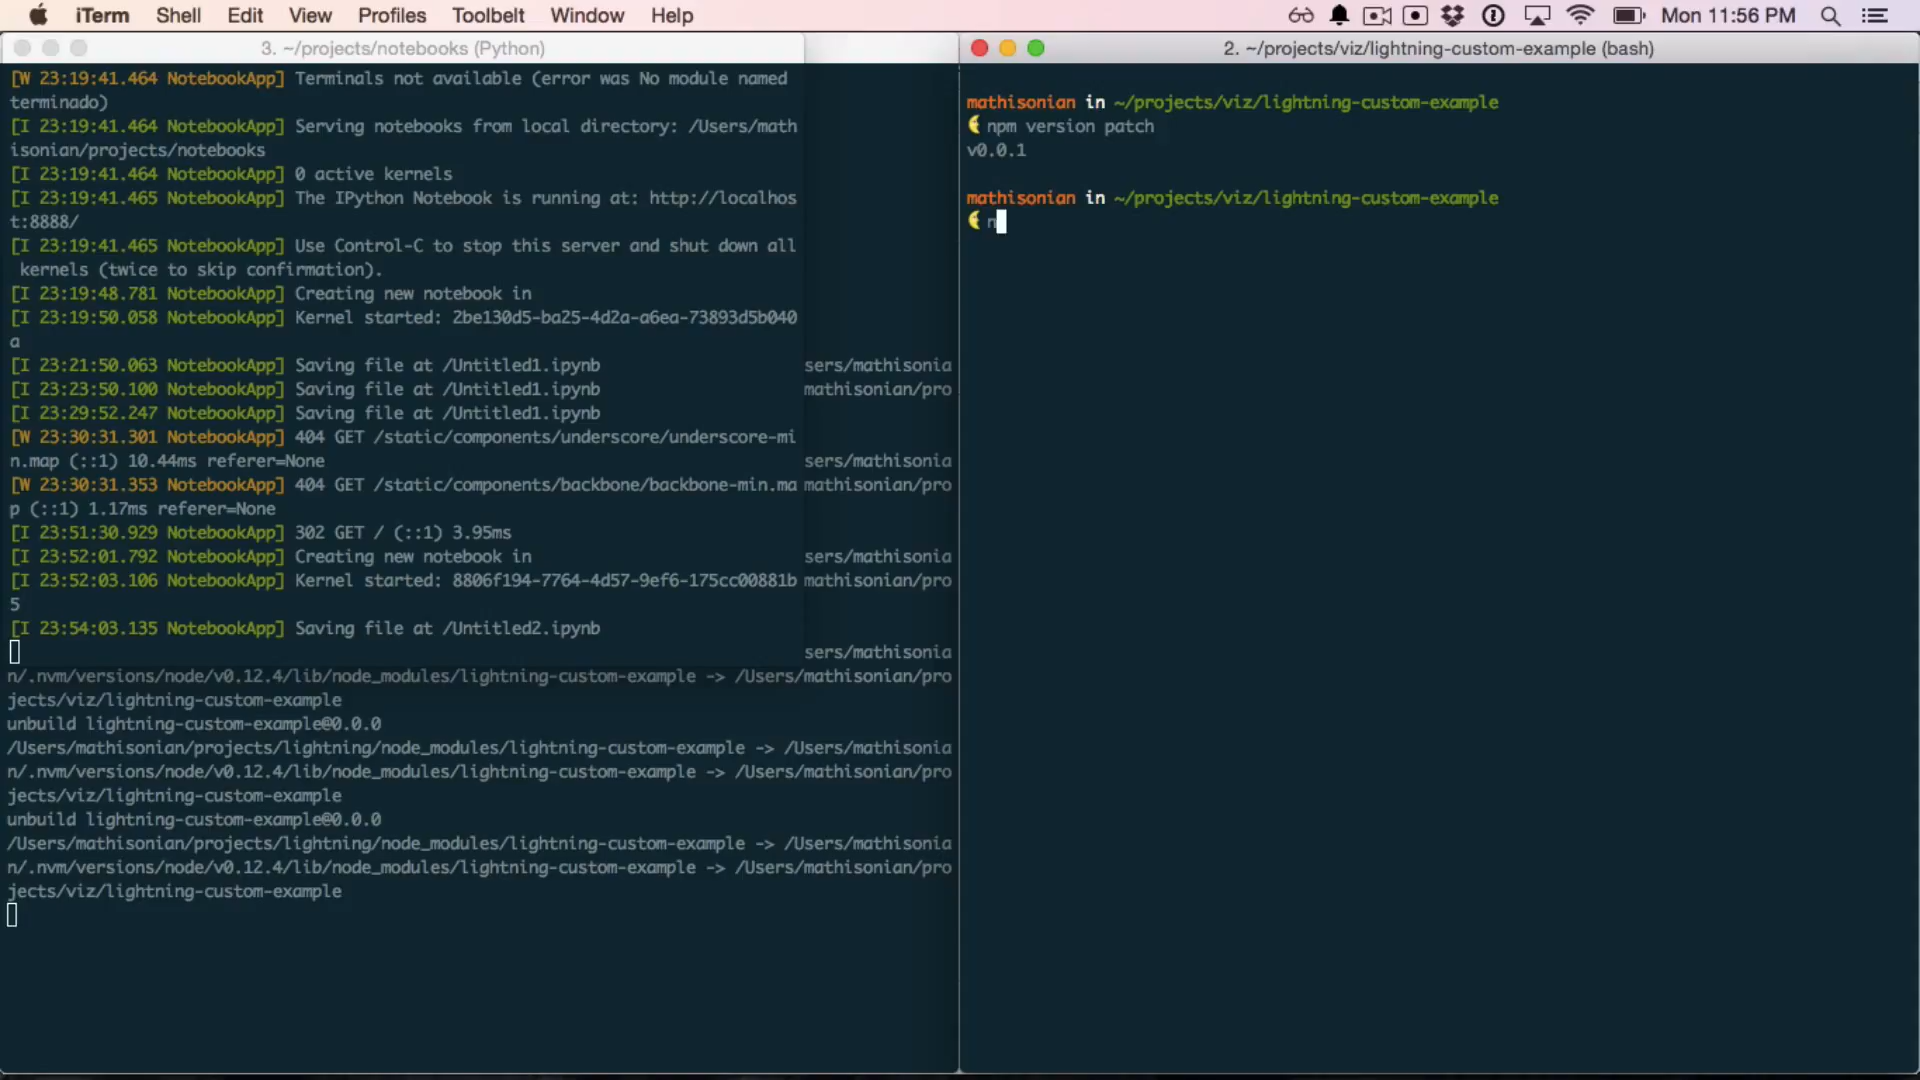 iTerm Shell Edit View Profiles Toolbelt Window Help Mon 11:56 PM
3. ~/projects/notebooks (Python)
[W 23:19:41.464 NotebookApp] Terminals not available (error was No module named
terminado)
[I 23:19:41.464 NotebookApp] Serving notebooks from local directory: /Users/math
isonian/projects/notebooks
[I 23:19:41.464 NotebookApp] 0 active kernels
[I 23:19:41.465 NotebookApp] The IPython Notebook is running at: http://localhos
t:8888/
[I 23:19:41.465 NotebookApp] Use Control-C to stop this server and shut down all
kernels (twice to skip confirmation).
[I 23:19:48.781 NotebookApp] Creating new notebook in
[I 23:19:50.058 NotebookApp] Kernel started: 2be130d5-ba25-4d2a-a6ea-73893d5b040
a
[I 23:21:50.063 NotebookApp] Saving file at /Untitled1.ipynb
[I 23:23:50.100 NotebookApp] Saving file at /Untitled1.ipynb
[I 23:29:52.247 NotebookApp] Saving file at /Untitled1.ipynb
[W 23:30:31.301 NotebookApp] 404 GET /static/components/underscore/underscore-mi
n.map (::1) 10.44ms referer=None
[W 23:30:31.353 NotebookApp] 404 GET /static/components/backbone/backbone-min.ma
p (::1) 1.17ms referer=None
[I 23:51:30.929 NotebookApp] 302 GET / (::1) 3.95ms
[I 23:52:01.792 NotebookApp] Creating new notebook in
[I 23:52:03.106 NotebookApp] Kernel started: 8806f194-7764-4d57-9ef6-175cc00881b
5
[I 23:54:03.135 NotebookApp] Saving file at /Untitled2.ipynb
sers/mathisonia
mathisonian/pro
sers/mathisonia
mathisonian/pro
sers/mathisonia
mathisonian/pro
sers/mathisonia
n/.nvm/versions/node/v0.12.4/lib/node_modules/lightning-custom-example -> /Users/mathisonian/pro
jects/viz/lightning-custom-example
unbuild lightning-custom-example@0.0.0
/Users/mathisonian/projects/lightning/node_modules/lightning-custom-example -> /Users/mathisonia
n/.nvm/versions/node/v0.12.4/lib/node_modules/lightning-custom-example -> /Users/mathisonian/pro
jects/viz/lightning-custom-example
unbuild lightning-custom-example@0.0.0
/Users/mathisonian/projects/lightning/node_modules/lightning-custom-example -> /Users/mathisonia
n/.nvm/versions/node/v0.12.4/lib/node_modules/lightning-custom-example -> /Users/mathisonian/pro
jects/viz/lightning-custom-example
2. ~/projects/viz/lightning-custom-example (bash)
mathisonian in ~/projects/viz/lightning-custom-example
npm version patch
v0.0.1
mathisonian in ~/projects/viz/lightning-custom-example
n